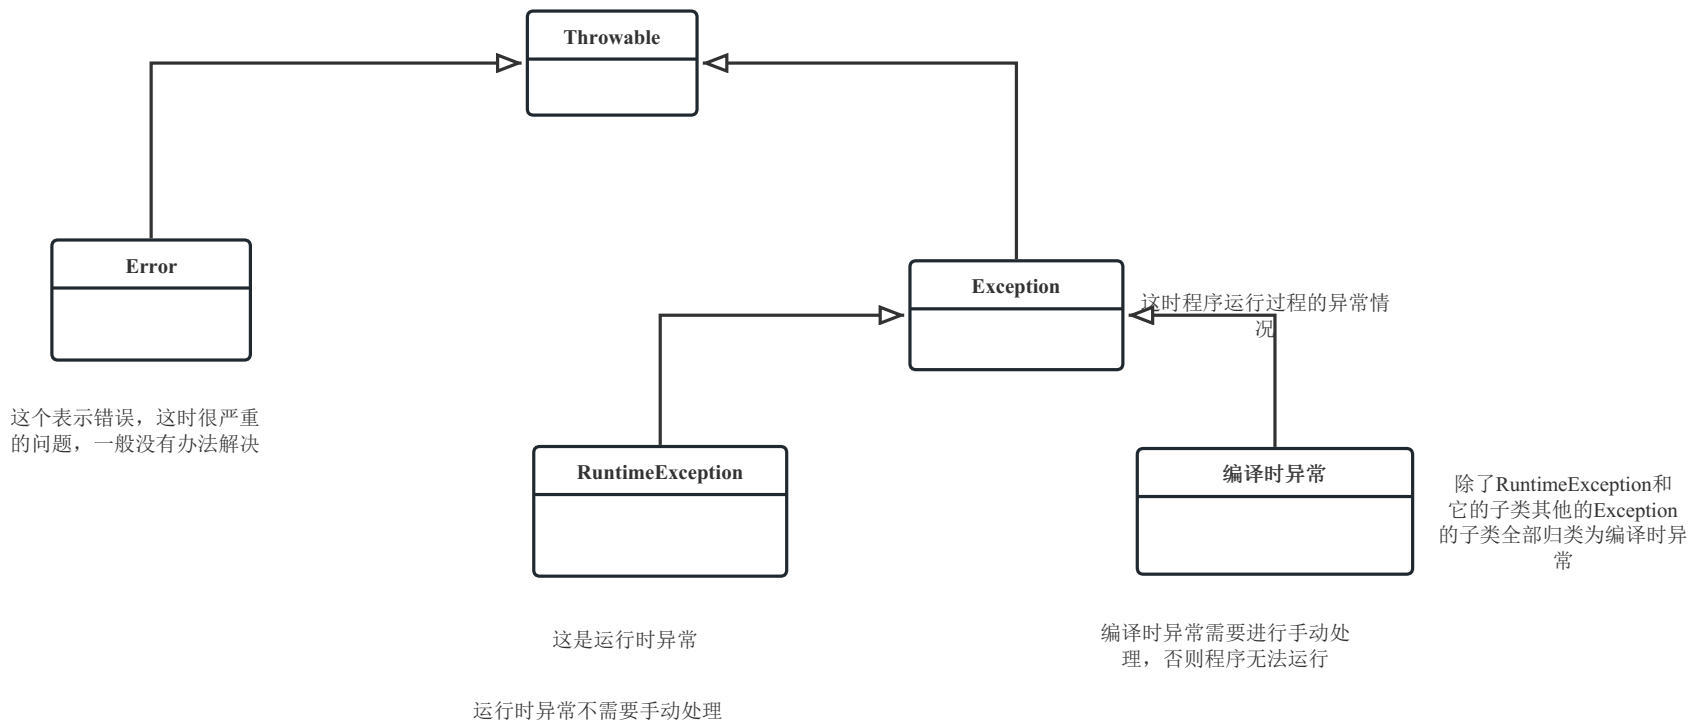 Throwable
Error
Exception
这时程序运行过程的异常情
况
这个表示错误，这时很严重
的问题，一般没有办法解决
RuntimeException
编译时异常
除了RuntimeException和
它的子类其他的Exception
的子类全部归类为编译时异
常
这是运行时异常
编译时异常需要进行手动处
理，否则程序无法运行
运行时异常不需要手动处理